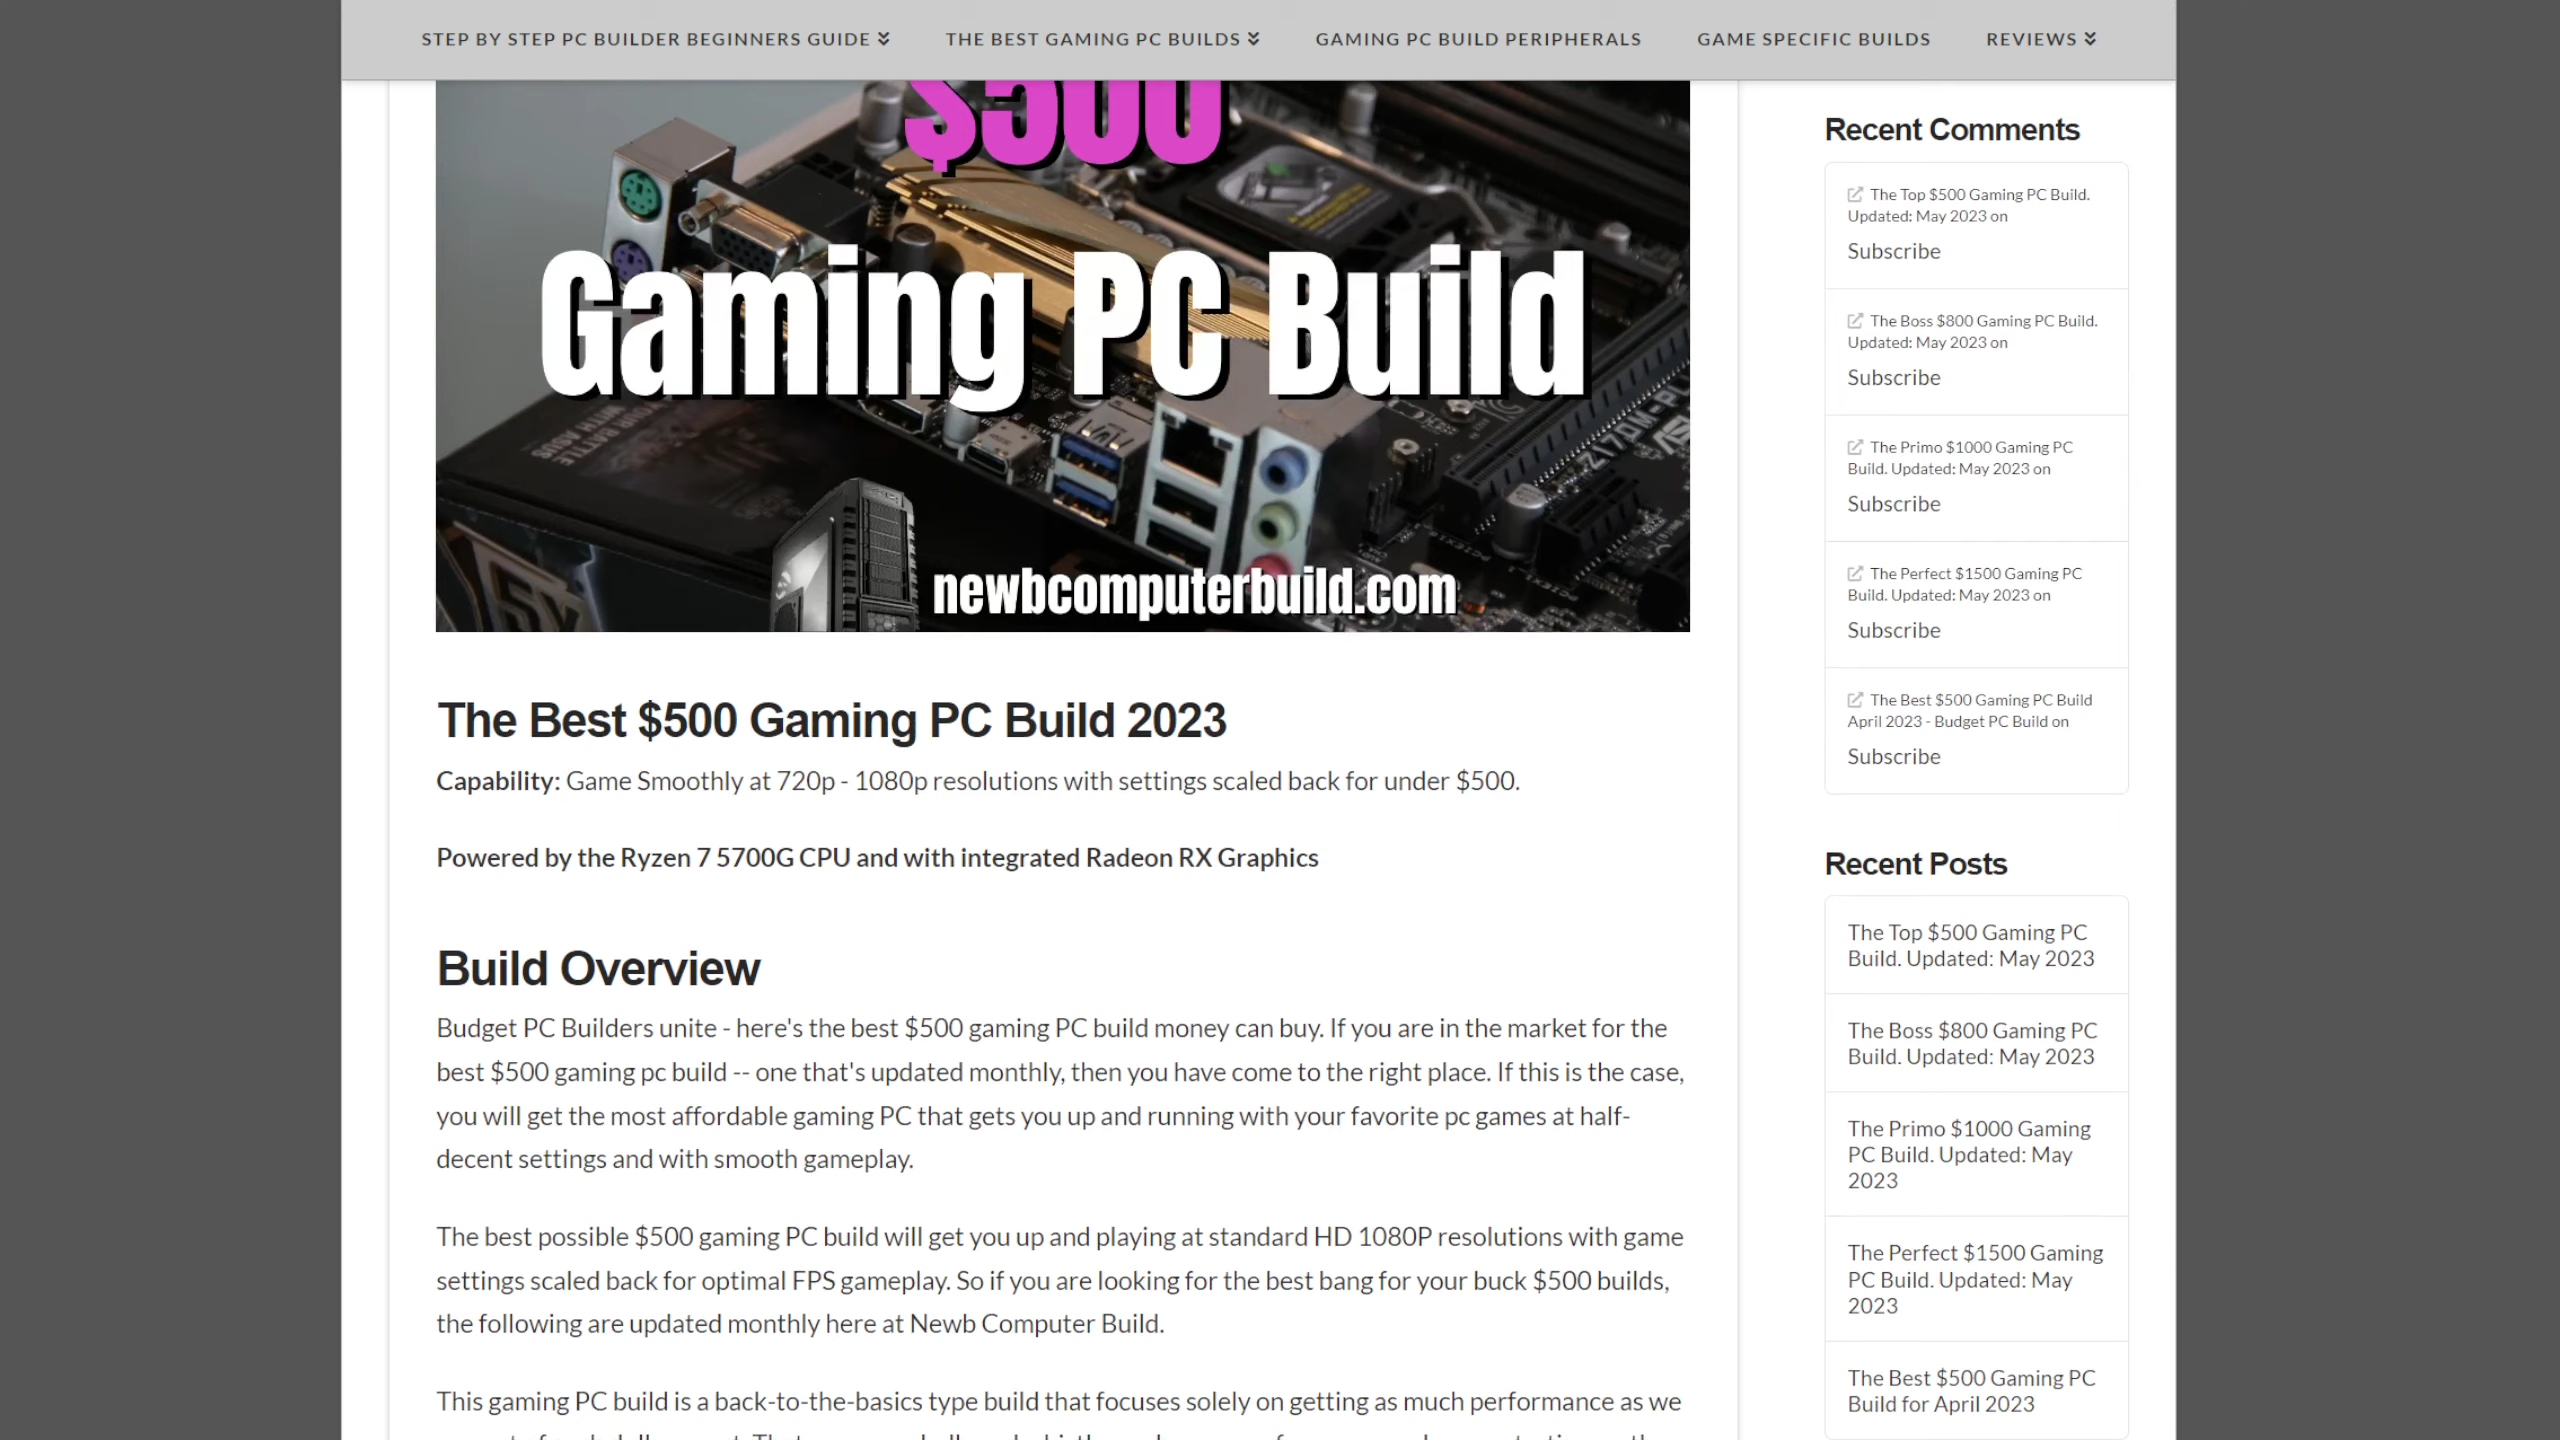 STEP BY STEP PC BUILDER BEGINNERS GUIDE
THE BEST GAMING PC BUILDS
GAMING PC BUILD PERIPHERALS
GAME SPECIFIC BUILDS
REVIEWS
$500
Gaming PC Build
newbcomputerbuild.com
The Best $500 Gaming PC Build 2023
Capability: Game Smoothly at 720p - 1080p resolutions with settings scaled back for under $500.
Powered by the Ryzen 7 5700G CPU and with integrated Radeon RX Graphics
Build Overview
Budget PC Builders unite - here's the best $500 gaming PC build money can buy. If you are in the market for the
best $500 gaming pc build -- one that's updated monthly, then you have come to the right place. If this is the case,
you will get the most affordable gaming PC that gets you up and running with your favorite pc games at half-
decent settings and with smooth gameplay.
The best possible $500 gaming PC build will get you up and playing at standard HD 1080P resolutions with game
settings scaled back for optimal FPS gameplay. So if you are looking for the best bang for your buck $500 builds,
the following are updated monthly here at Newb Computer Build.
This gaming PC build is a back-to-the-basics type build that focuses solely on getting as much performance as we
Recent Comments
The Top $500 Gaming PC Build.
Updated: May 2023 on
Subscribe
The Boss $800 Gaming PC Build.
Updated: May 2023 on
Subscribe
The Primo $1000 Gaming PC
Build. Updated: May 2023 on
Subscribe
The Perfect $1500 Gaming PC
Build. Updated: May 2023 on
Subscribe
The Best $500 Gaming PC Build
April 2023 - Budget PC Build on
Subscribe
Recent Posts
The Top $500 Gaming PC
Build. Updated: May 2023
The Boss $800 Gaming PC
Build. Updated: May 2023
The Primo $1000 Gaming
PC Build. Updated: May
2023
The Perfect $1500 Gaming
PC Build. Updated: May
2023
The Best $500 Gaming PC
Build for April 2023